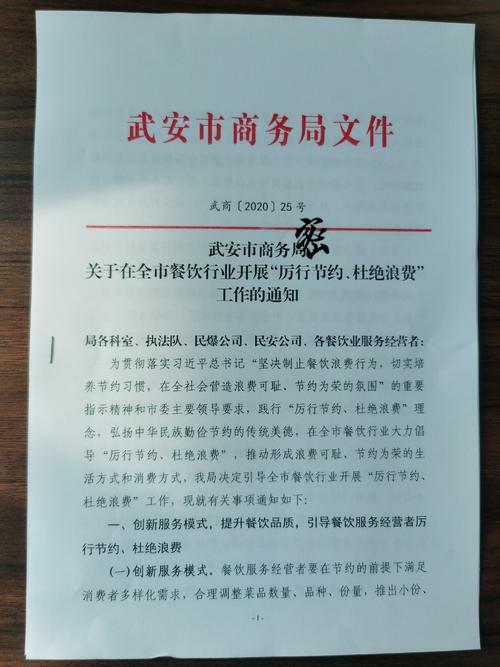 武安市商务局文件
武商〔2020〕25号
密
武安市商务局
关于在全市餐饮行业开展“厉行节约、杜绝浪费”
工作的通知
局各科室、执法队、民爆公司、民安公司、各餐饮业服务经营者：
为贯彻落实习近平总书记“坚决制止餐饮浪费行为，切实培
养节约习惯，在全社会营造浪费可耻、节约为荣的氛围”的重要
指示精神和市委主要领导要求，践行“厉行节约、杜绝浪费”理
念，弘扬中华民族勤俭节约的传统美德，在全市餐饮行业大力倡
导“厉行节约、杜绝浪费”，推动形成浪费可耻、节约为荣的生
活方式和消费方式，我局决定引导全市餐饮行业开展“厉行节约、
杜绝浪费”工作，现就有关事项通知如下：
一、创新服务模式，提升餐饮品质，引导餐饮服务经营者厉
行节约、杜绝浪费
(一)创新服务模式。餐饮服务经营者要在节约的前提下满足
消费者多样化需求，合理调整菜品数量、品种、份量，推出小份、
-1-